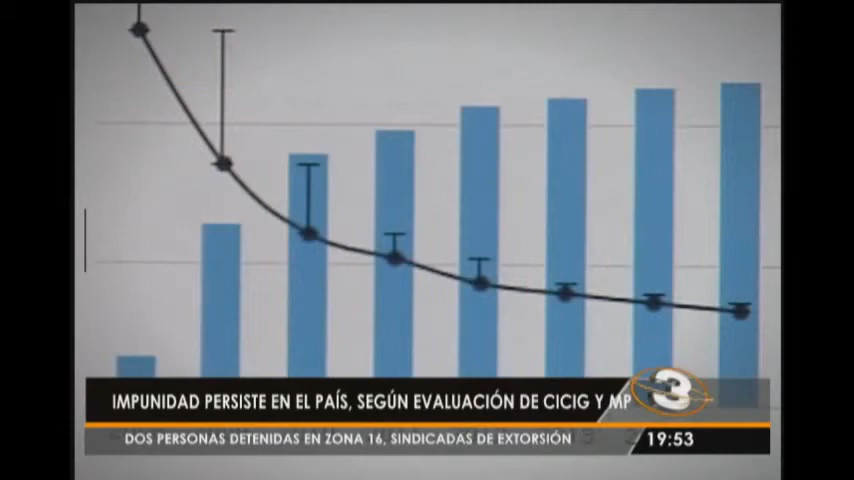 IMPUNIDAD PERSISTE EN EL PAÍS, SEGÚN EVALUACIÓN DE CICIG Y MP
3
DOS PERSONAS DETENIDAS EN ZONA 16, SINDICADAS DE EXTORSIÓN
19:53